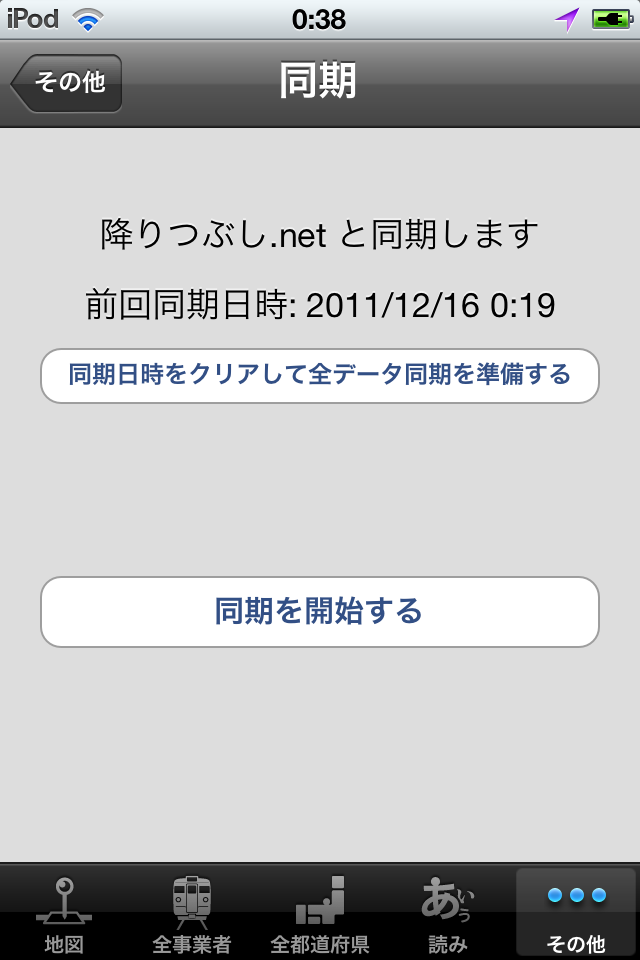 iPod 0:38
その他 同期
降りつぶし.net と同期します
前回同期日時: 2011/12/16 0:19
同期日時をクリアして全データ同期を準備する
同期を開始する
あいう
地図 全事業者 全都道府県 読み その他